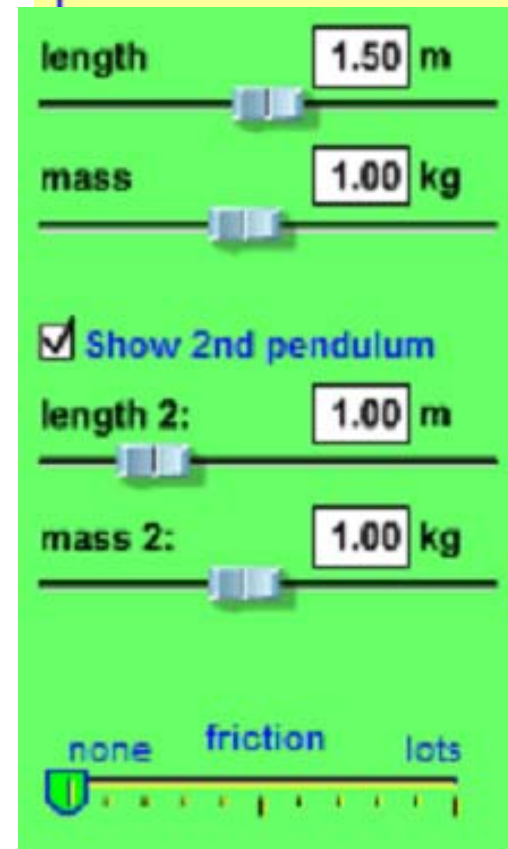 length 1.50 m
mass 1.00 kg
Show 2nd pendulum
length 2: 1.00 m
mass 2: 1.00 kg
friction
none lots